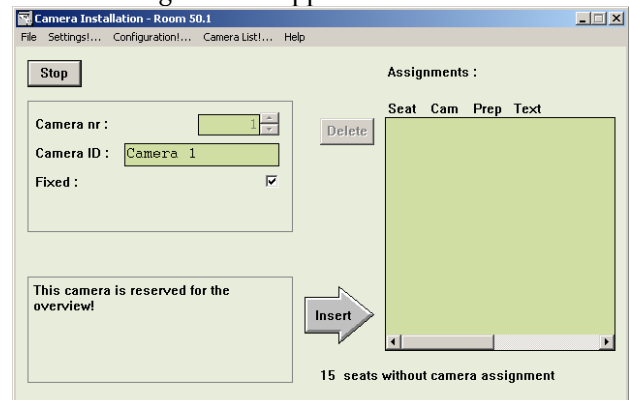 Camera Installation - Room 50.1
File Settings!... Configuration!... Camera List!... Help
Stop
Assignments :
Seat Cam Prep Text
Camera nr : 1
Delete
Camera ID : Camera 1
Fixed :
This camera is reserved for the
overview!
Insert
15 seats without camera assignment